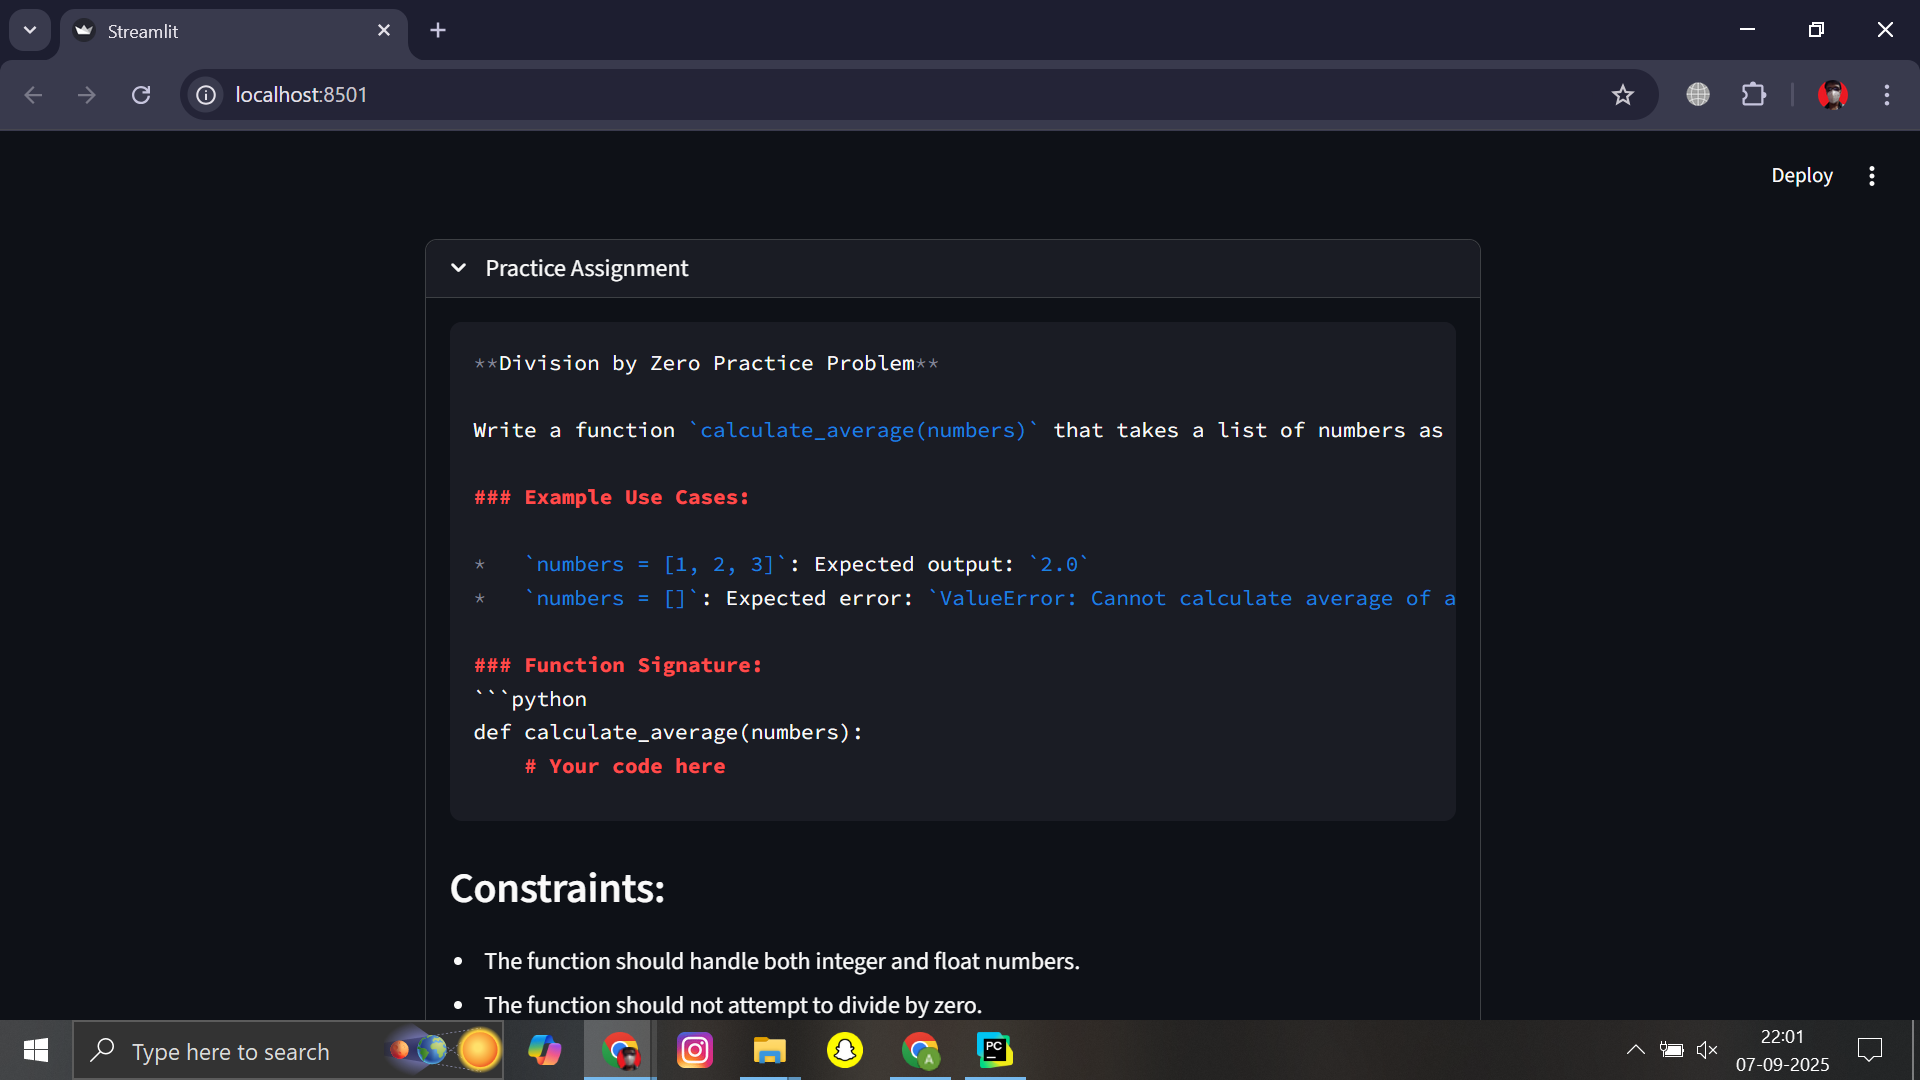 Streamlit
localhost:8501
Deploy
Practice Assignment
**Division by Zero Practice Problem**
Write a function `calculate_average(numbers)` that takes a list of numbers as
### Example Use Cases:
* `numbers = [1, 2, 3]`: Expected output: `2.0`
* `numbers = []`: Expected error: `ValueError: Cannot calculate average of a
### Function Signature:
```python
def calculate_average(numbers):
    # Your code here
Constraints:
• The function should handle both integer and float numbers.
• The function should not attempt to divide by zero.
Type here to search
A
PC
22:01
07-09-2025